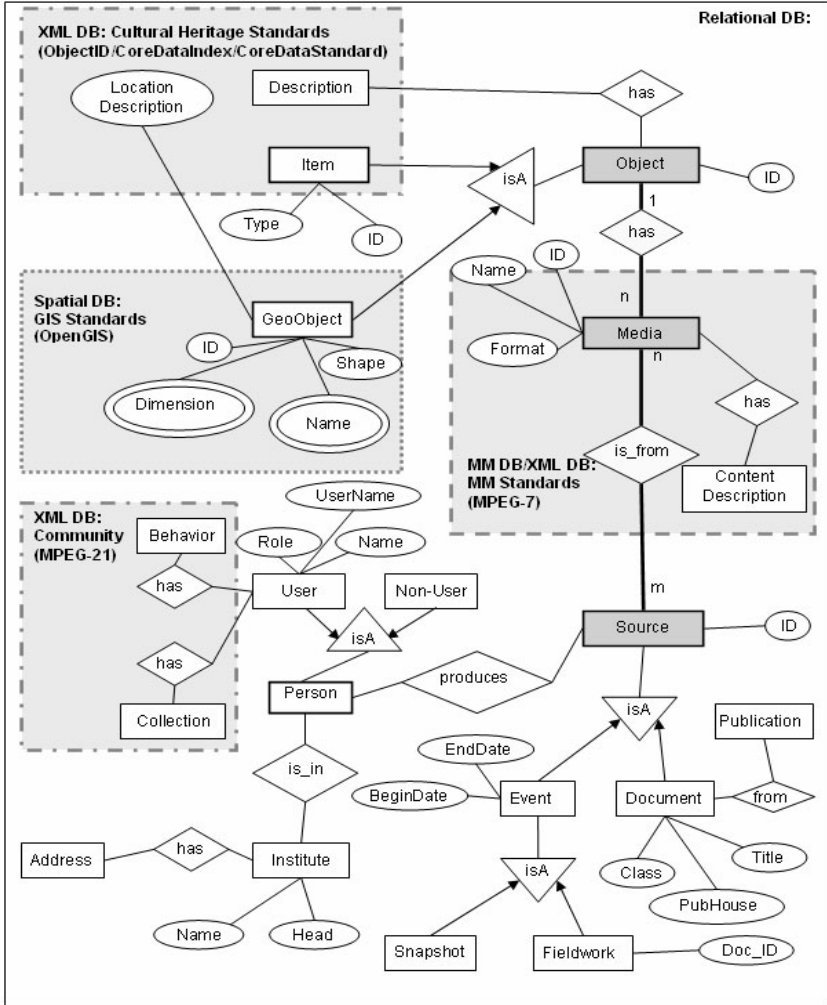 XML DB: Cultural Heritage Standards
(ObjectID/CoreDataIndex/CoreDataStandard)
Relational DB:
Location
Description
Description
has
Item
isA
Object
ID
Type
ID
1
has
ID
Name
n
Spatial DB:
GIS Standards
(OpenGIS)
GeoObject
Media
n
ID
Shape
Format
Dimension
Name
has
is_from
MM DB/XML DB:
MM Standards
(MPEG-7)
Content
Description
XML DB:
Community
(MPEG-21)
UserName
Behavior
Role
Name
has
User
Non-User
m
isA
Source
ID
has
produces
Person
Collection
isA
Publication
EndDate
is_in
BeginDate
Event
Document
from
Address
has
Institute
isA
Class
Title
PubHouse
Name
Head
Snapshot
Fieldwork
Doc_ID